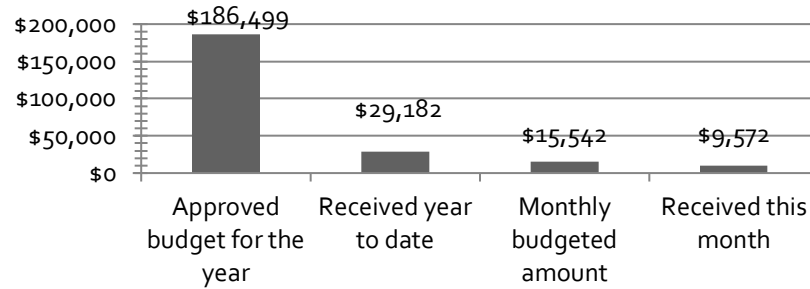 $200,000
$150,000
$100,000
$50,000
$0
$186,499
$29,182
$15,542
$9,572
Approved
budget for the
year
Received year
to date
Monthly
budgeted
amount
Received this
month